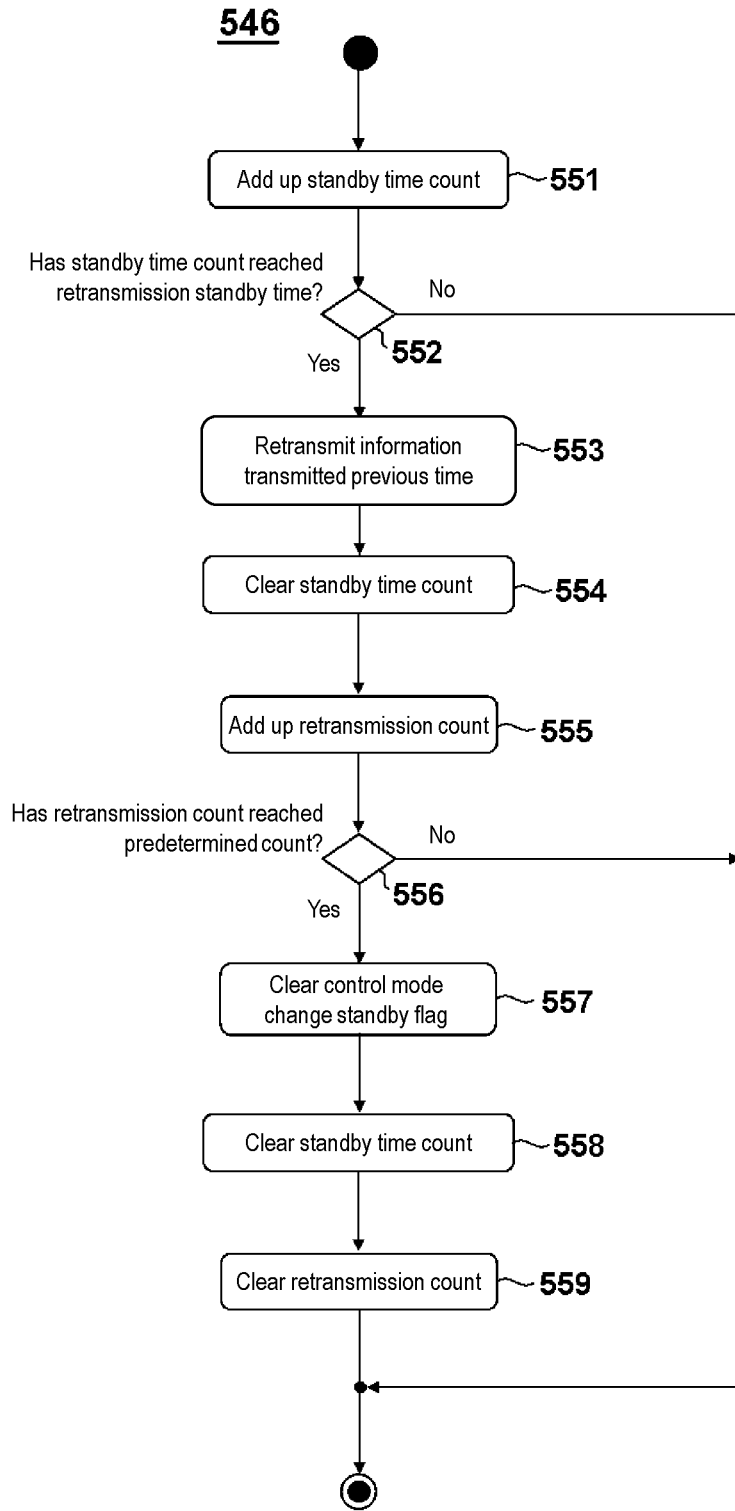 546
Add up standby time count
551
Has standby time count reached
retransmission standby time?
No
552
Yes
Retransmit information
transmitted previous time
553
Clear standby time count
554
Add up retransmission count
555
Has retransmission count reached
predetermined count?
No
556
Yes
Clear control mode
change standby flag
557
Clear standby time count
558
Clear retransmission count
559